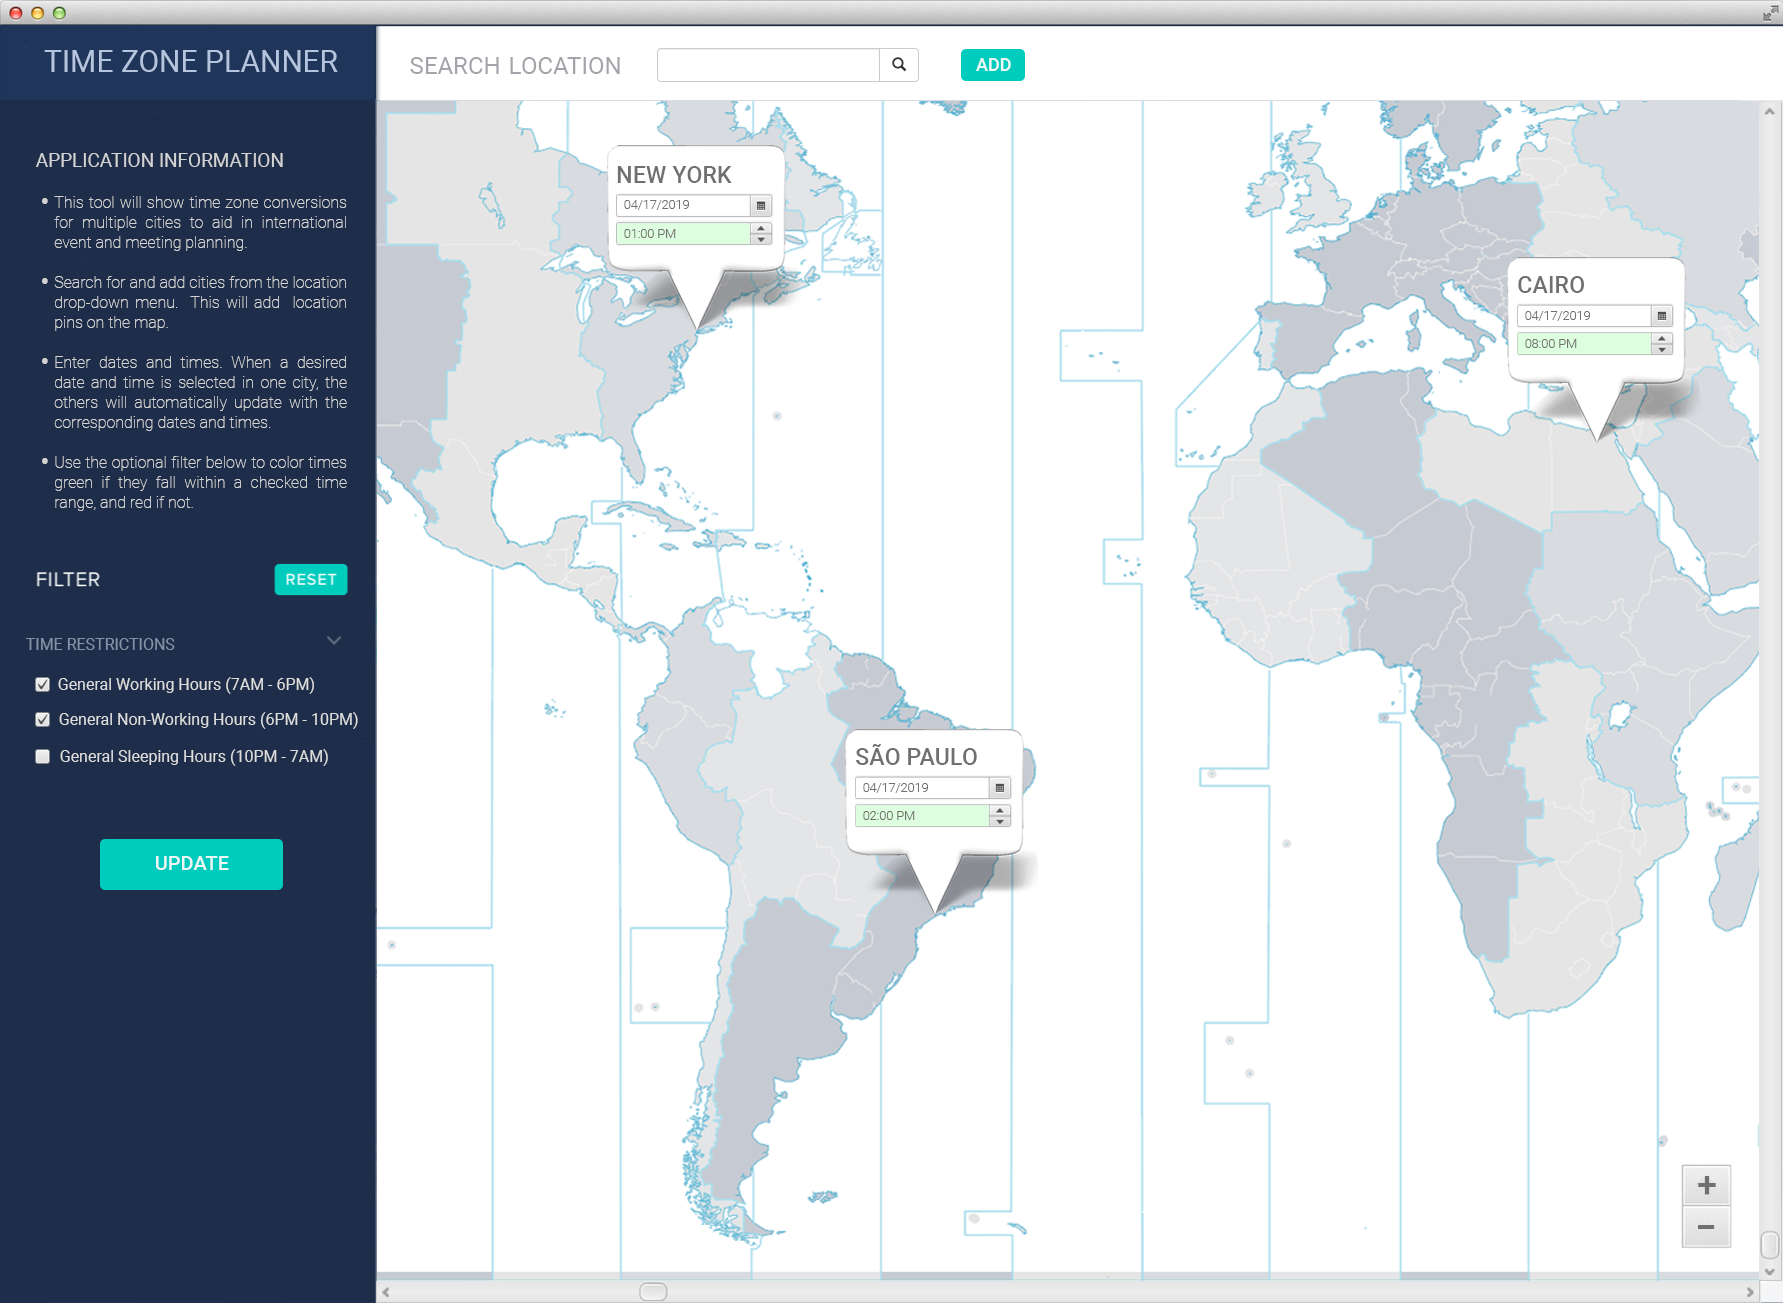 TIME ZONE PLANNER
SEARCH LOCATION
ADD
APPLICATION INFORMATION
• This tool will show time zone conversions
for multiple cities to aid in international
event and meeting planning.
• Search for and add cities from the location
drop-down menu. This will add location
pins on the map.
• Enter dates and times. When a desired
date and time is selected in one city, the
others will automatically update with the
corresponding dates and times.
• Use the optional filter below to color times
green if they fall within a checked time
range, and red if not.
FILTER
RESET
TIME RESTRICTIONS
General Working Hours (7AM - 6PM)
General Non-Working Hours (6PM - 10PM)
General Sleeping Hours (10PM - 7AM)
UPDATE
NEW YORK
04/17/2019
01:00 PM
CAIRO
04/17/2019
08:00 PM
SÃO PAULO
04/17/2019
02:00 PM